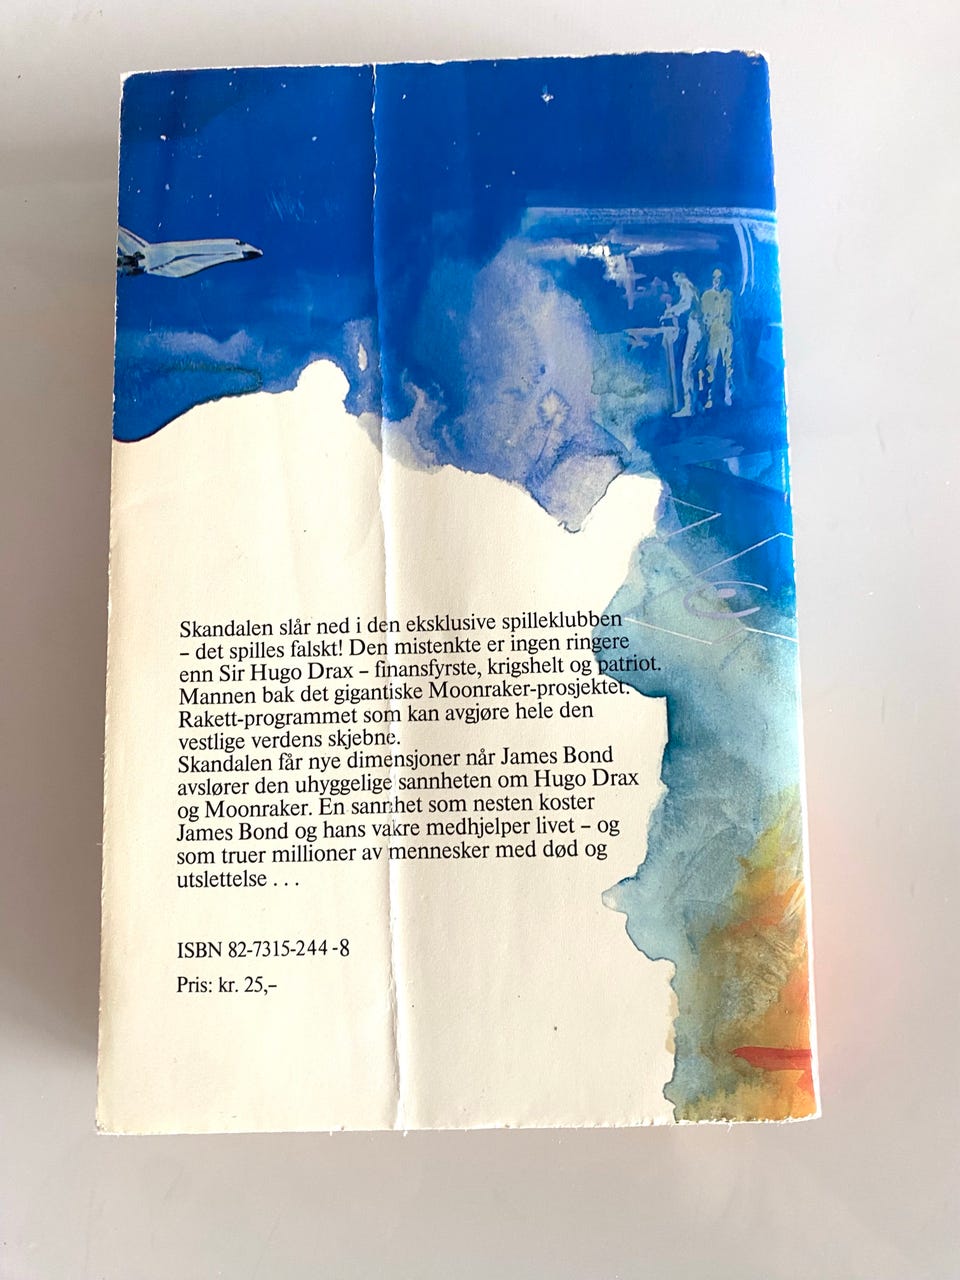 Skandalen slår ned i den eksklusive spilleklubben
– det spilles falskt! Den mistenkte er ingen ringere
enn Sir Hugo Drax – finansfyrste, krigshelt og patriot.
Mannen bak det gigantiske Moonraker-prosjektet.
Rakett-programmet som kan avgjøre hele den
vestlige verdens skjebne.
Skandalen får nye dimensjoner når James Bond
avslører den uhyggelige sannheten om Hugo Drax
og Moonraker. En sannhet som nesten koster
James Bond og hans vakre medhjelper livet – og
som truer millioner av mennesker med død og
utslettelse . . .
ISBN 82-7315-244-8
Pris: kr. 25,–